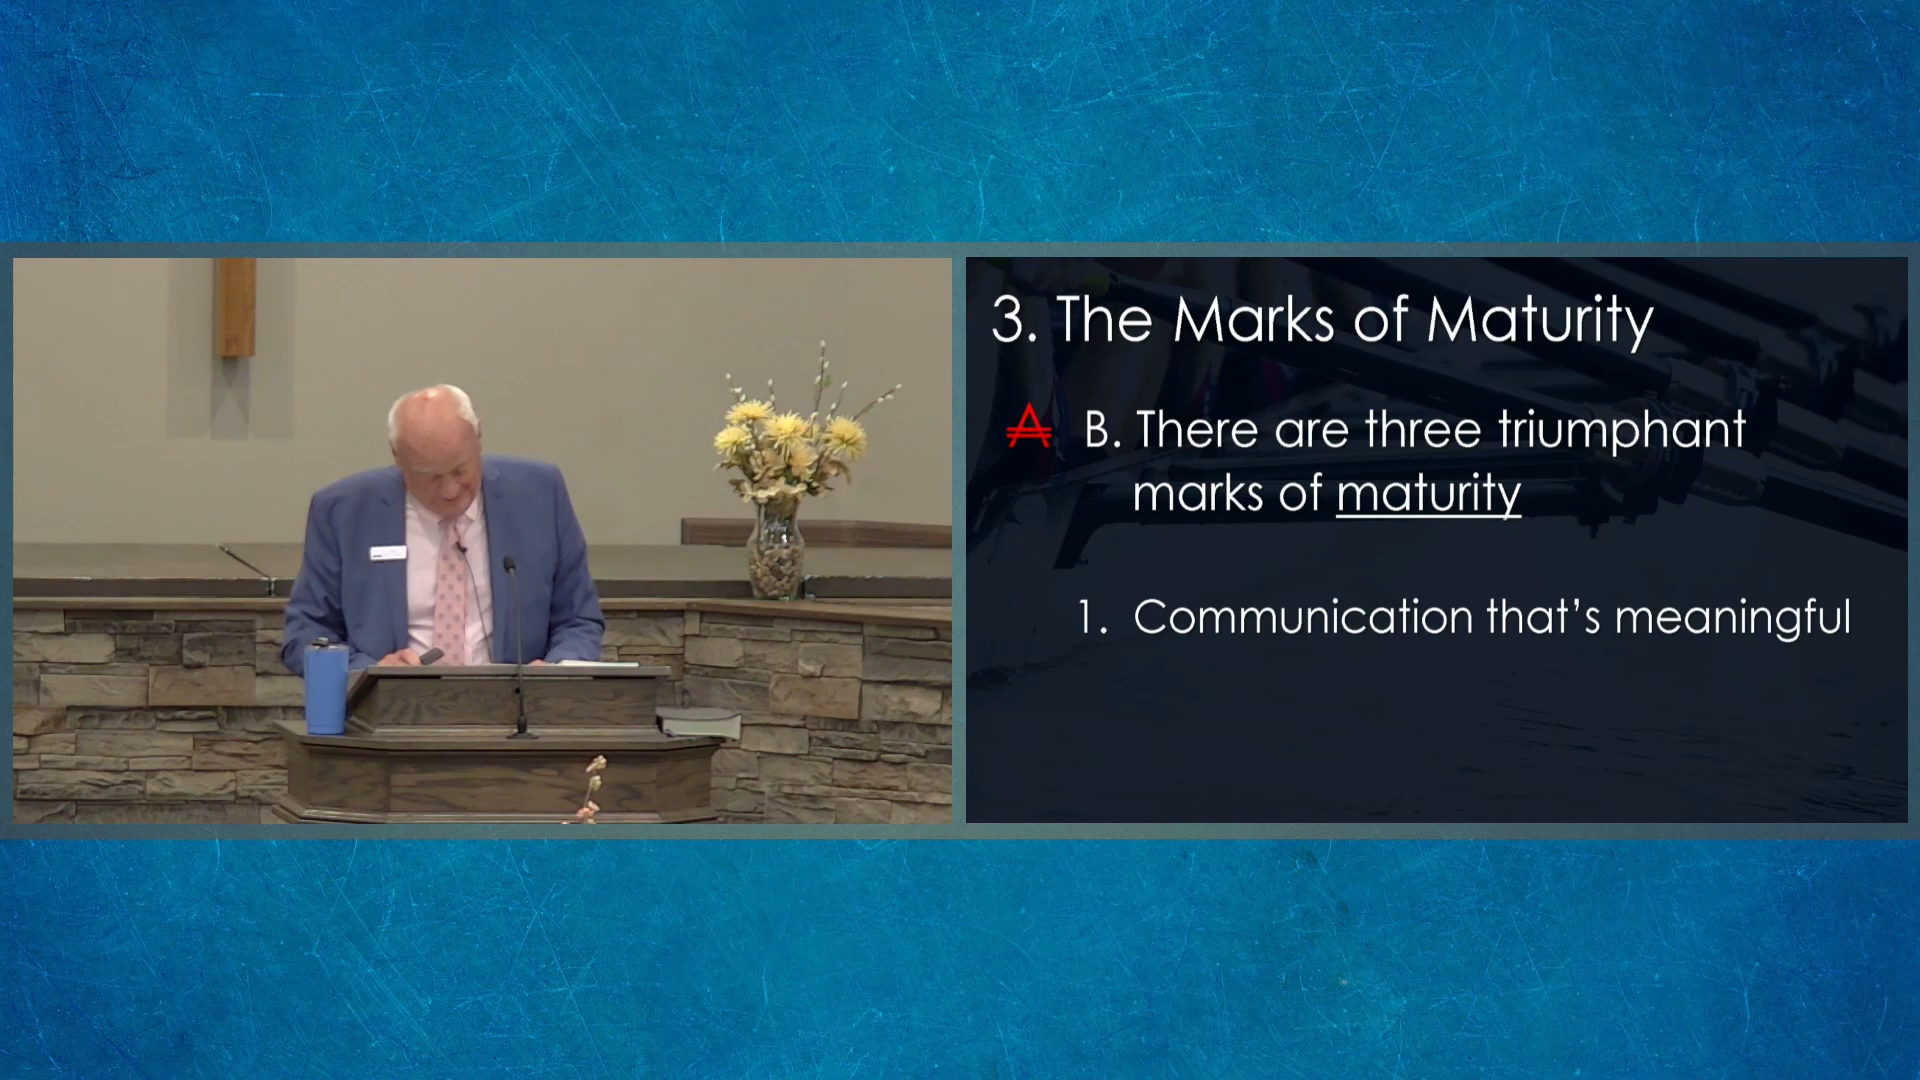 3. The Marks of Maturity
A B. There are three triumphant
marks of maturity
1. Communication that's meaningful